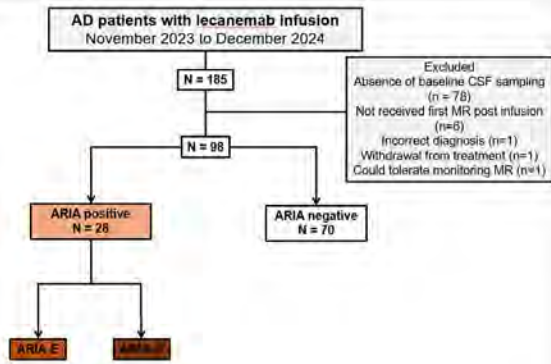 AD patients with lecanemab infusion
November 2023 to December 2024
N = 185
Excluded
Absence of baseline CSF sampling
(n = 78)
Not received first MR post infusion
(n=6)
Incorrect diagnosis (n=1)
Withdrawal from treatment (n=1)
Could tolerate monitoring MR (n=1)
N = 98
ARIA positive
N = 28
ARIA negative
N = 70
ARIA-E